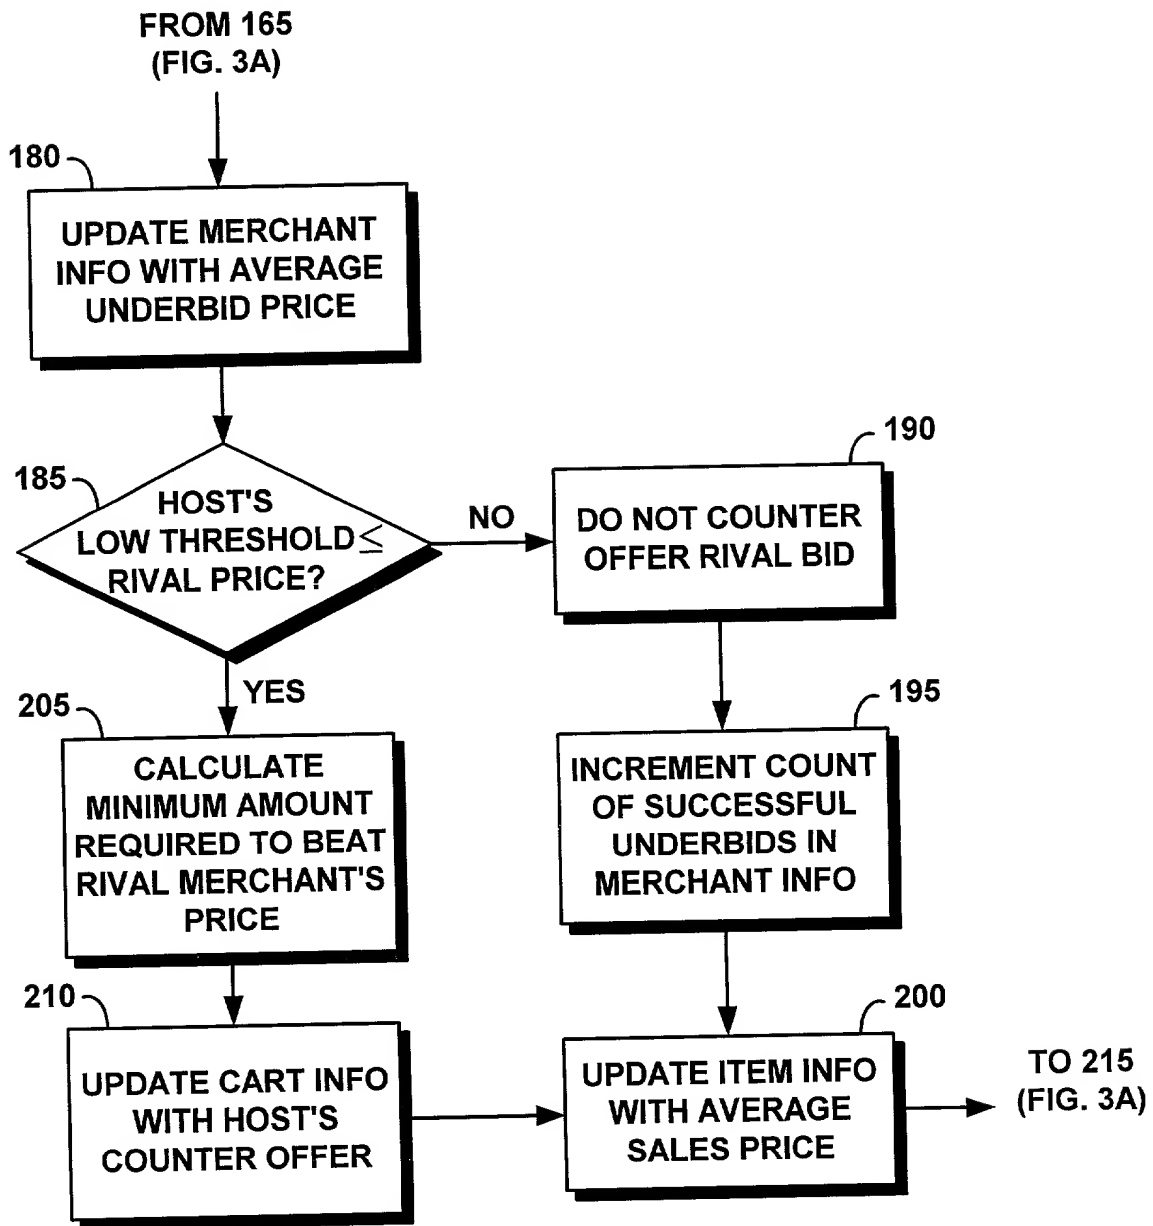 FROM 165
(FIG. 3A)
180
UPDATE MERCHANT
INFO WITH AVERAGE
UNDERBID PRICE
185
HOST'S
LOW THRESHOLD ≤
RIVAL PRICE?
NO
190
DO NOT COUNTER
OFFER RIVAL BID
YES
205
CALCULATE
MINIMUM AMOUNT
REQUIRED TO BEAT
RIVAL MERCHANT'S
PRICE
195
INCREMENT COUNT
OF SUCCESSFUL
UNDERBIDS IN
MERCHANT INFO
210
UPDATE CART INFO
WITH HOST'S
COUNTER OFFER
200
UPDATE ITEM INFO
WITH AVERAGE
SALES PRICE
TO 215
(FIG. 3A)